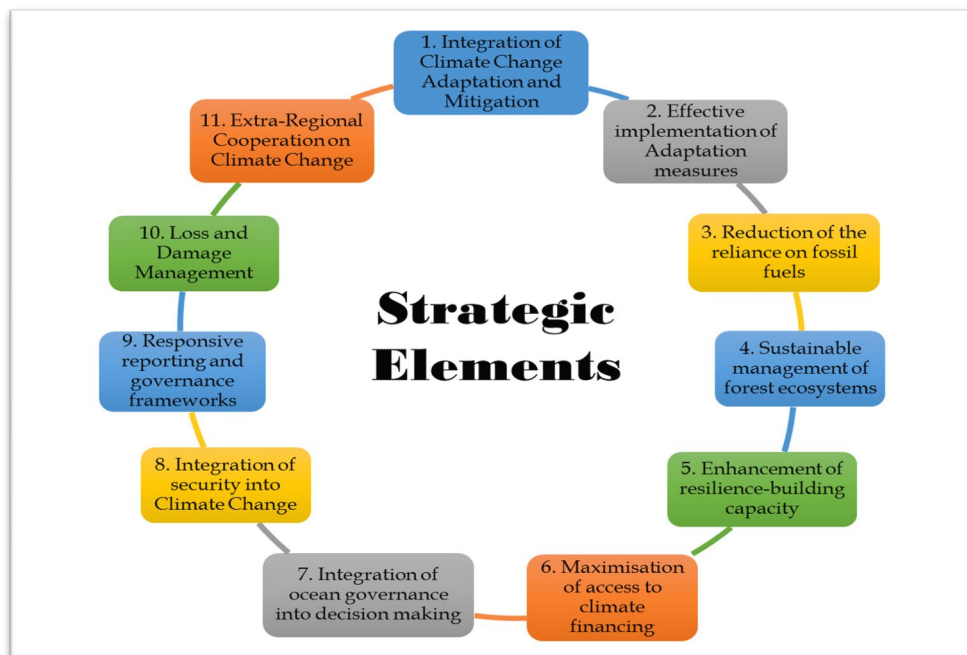 1. Integration of
Climate Change
Adaptation and
Mitigation
2. Effective
implementation of
Adaptation
measures
3. Reduction of the
reliance on fossil
fuels
4. Sustainable
management of
forest ecosystems
5. Enhancement of
resilience-building
capacity
6. Maximisation of
of access to
climate
financing
7. Integration of
ocean governance
into decision making
8. Integration of
security into
Climate Change
9. Responsive
reporting and
governance
frameworks
10. Loss and
Damage
Management
11. Extra-Regional
Cooperation on
Climate Change
Strategic
Elements